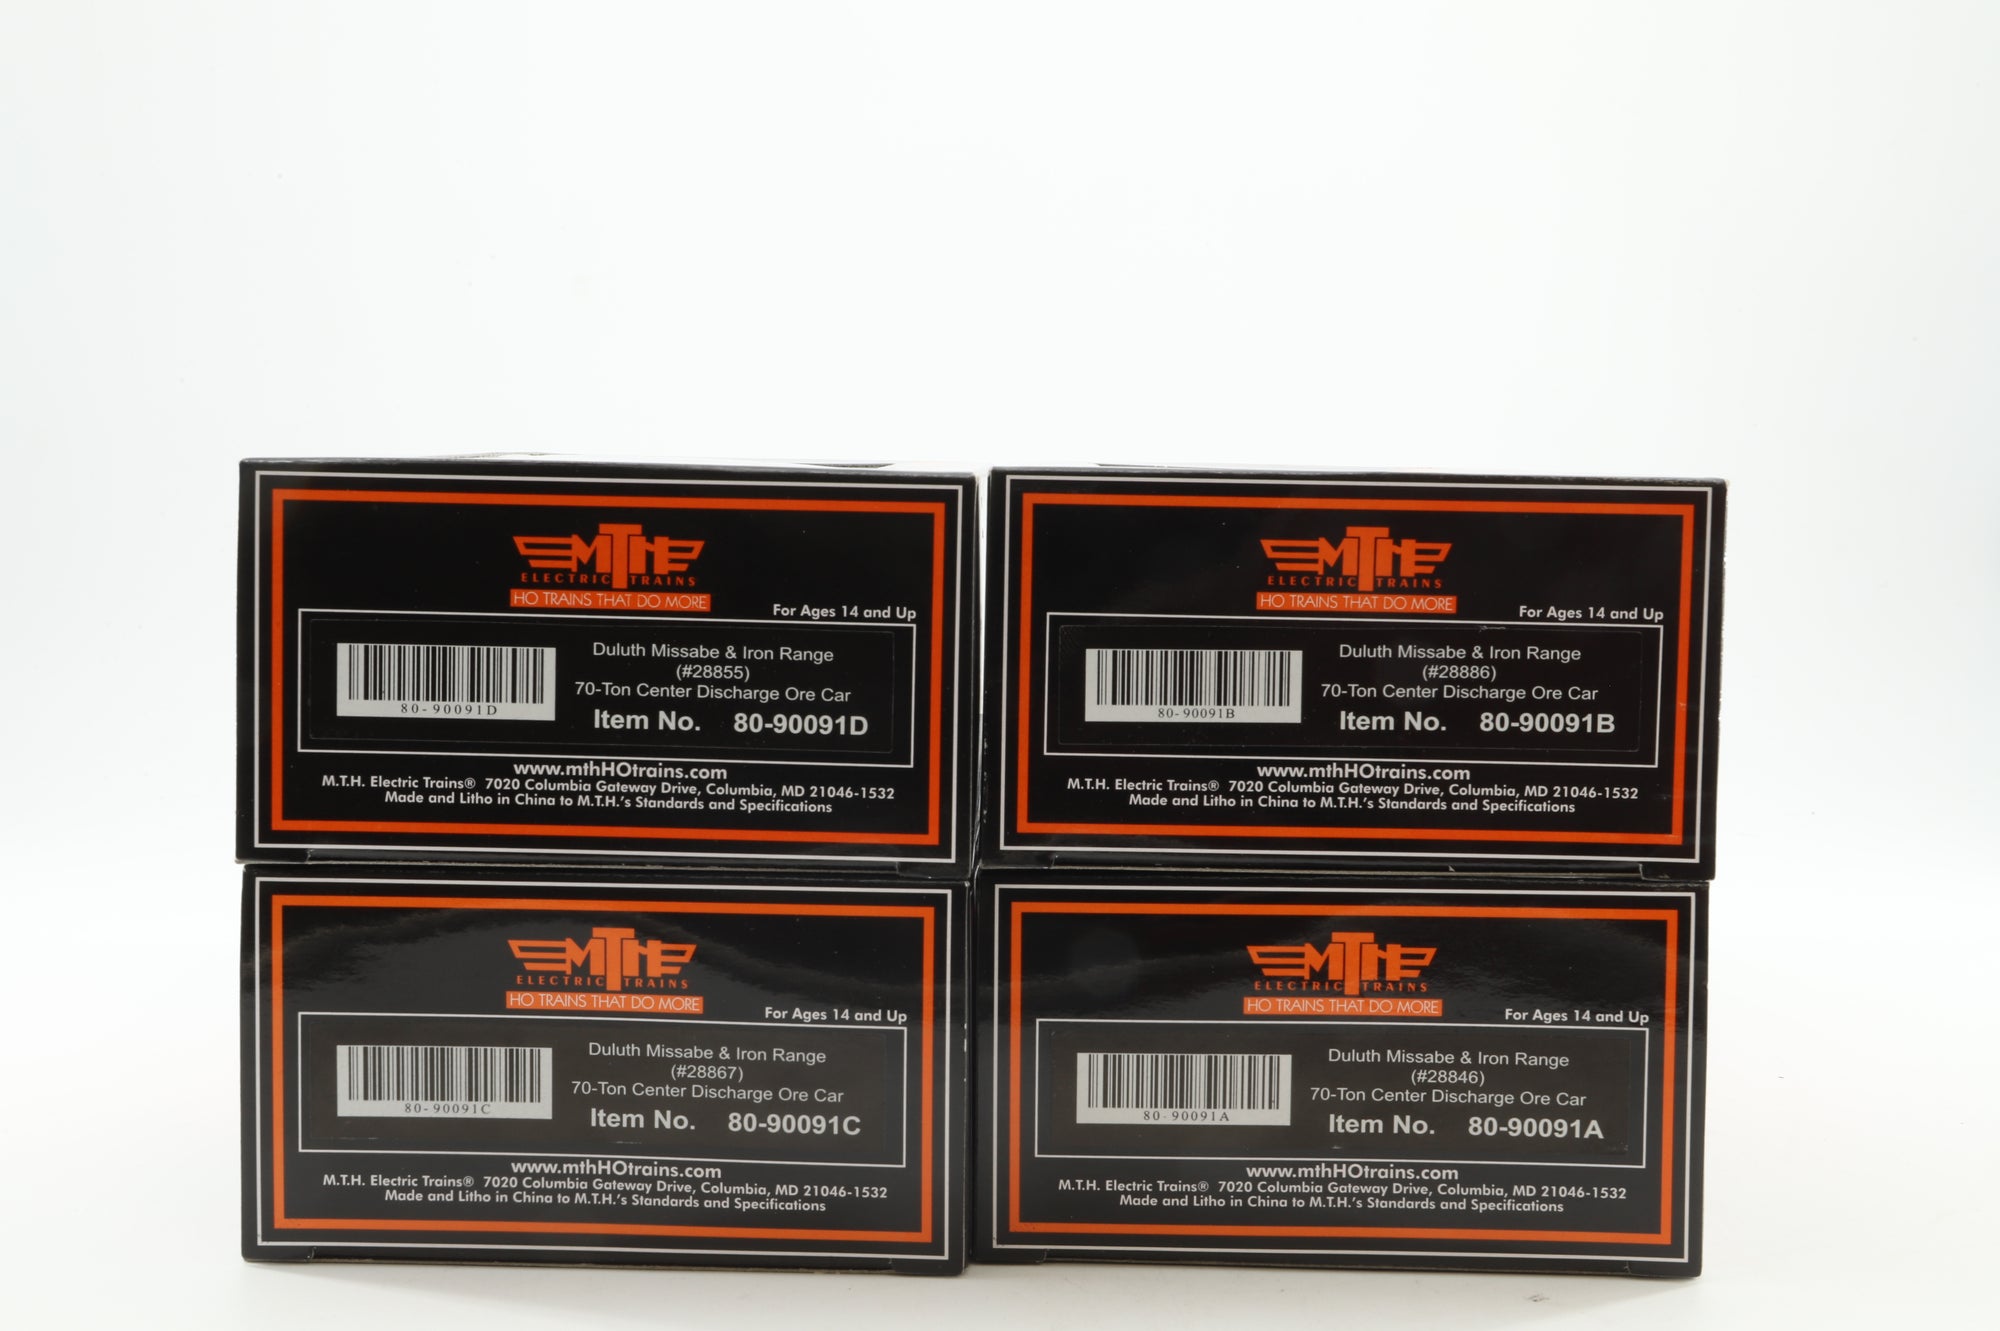 MTH
ELECTRIC TRAINS
HO TRAINS THAT DO MORE
For Ages 14 and Up
80-90091D
Duluth Missabe & Iron Range
(#28855)
70-Ton Center Discharge Ore Car
Item No. 80-90091D
www.mthHOtrains.com
M.T.H. Electric Trains® 7020 Columbia Gateway Drive, Columbia, MD 21046-1532
Made and Litho in China to M.T.H.'s Standards and Specifications
MTH
ELECTRIC TRAINS
HO TRAINS THAT DO MORE
For Ages 14 and Up
80-90091B
Duluth Missabe & Iron Range
(#28886)
70-Ton Center Discharge Ore Car
Item No. 80-90091B
www.mthHOtrains.com
M.T.H. Electric Trains® 7020 Columbia Gateway Drive, Columbia, MD 21046-1532
Made and Litho in China to M.T.H.'s Standards and Specifications
MTH
ELECTRIC TRAINS
HO TRAINS THAT DO MORE
For Ages 14 and Up
80-90091C
Duluth Missabe & Iron Range
(#28867)
70-Ton Center Discharge Ore Car
Item No. 80-90091C
www.mthHOtrains.com
M.T.H. Electric Trains® 7020 Columbia Gateway Drive, Columbia, MD 21046-1532
Made and Litho in China to M.T.H.'s Standards and Specifications
MTH
ELECTRIC TRAINS
HO TRAINS THAT DO MORE
For Ages 14 and Up
80-90091A
Duluth Missabe & Iron Range
(#28846)
70-Ton Center Discharge Ore Car
Item No. 80-90091A
www.mthHOtrains.com
M.T.H. Electric Trains® 7020 Columbia Gateway Drive, Columbia, MD 21046-1532
Made and Litho in China to M.T.H.'s Standards and Specifications